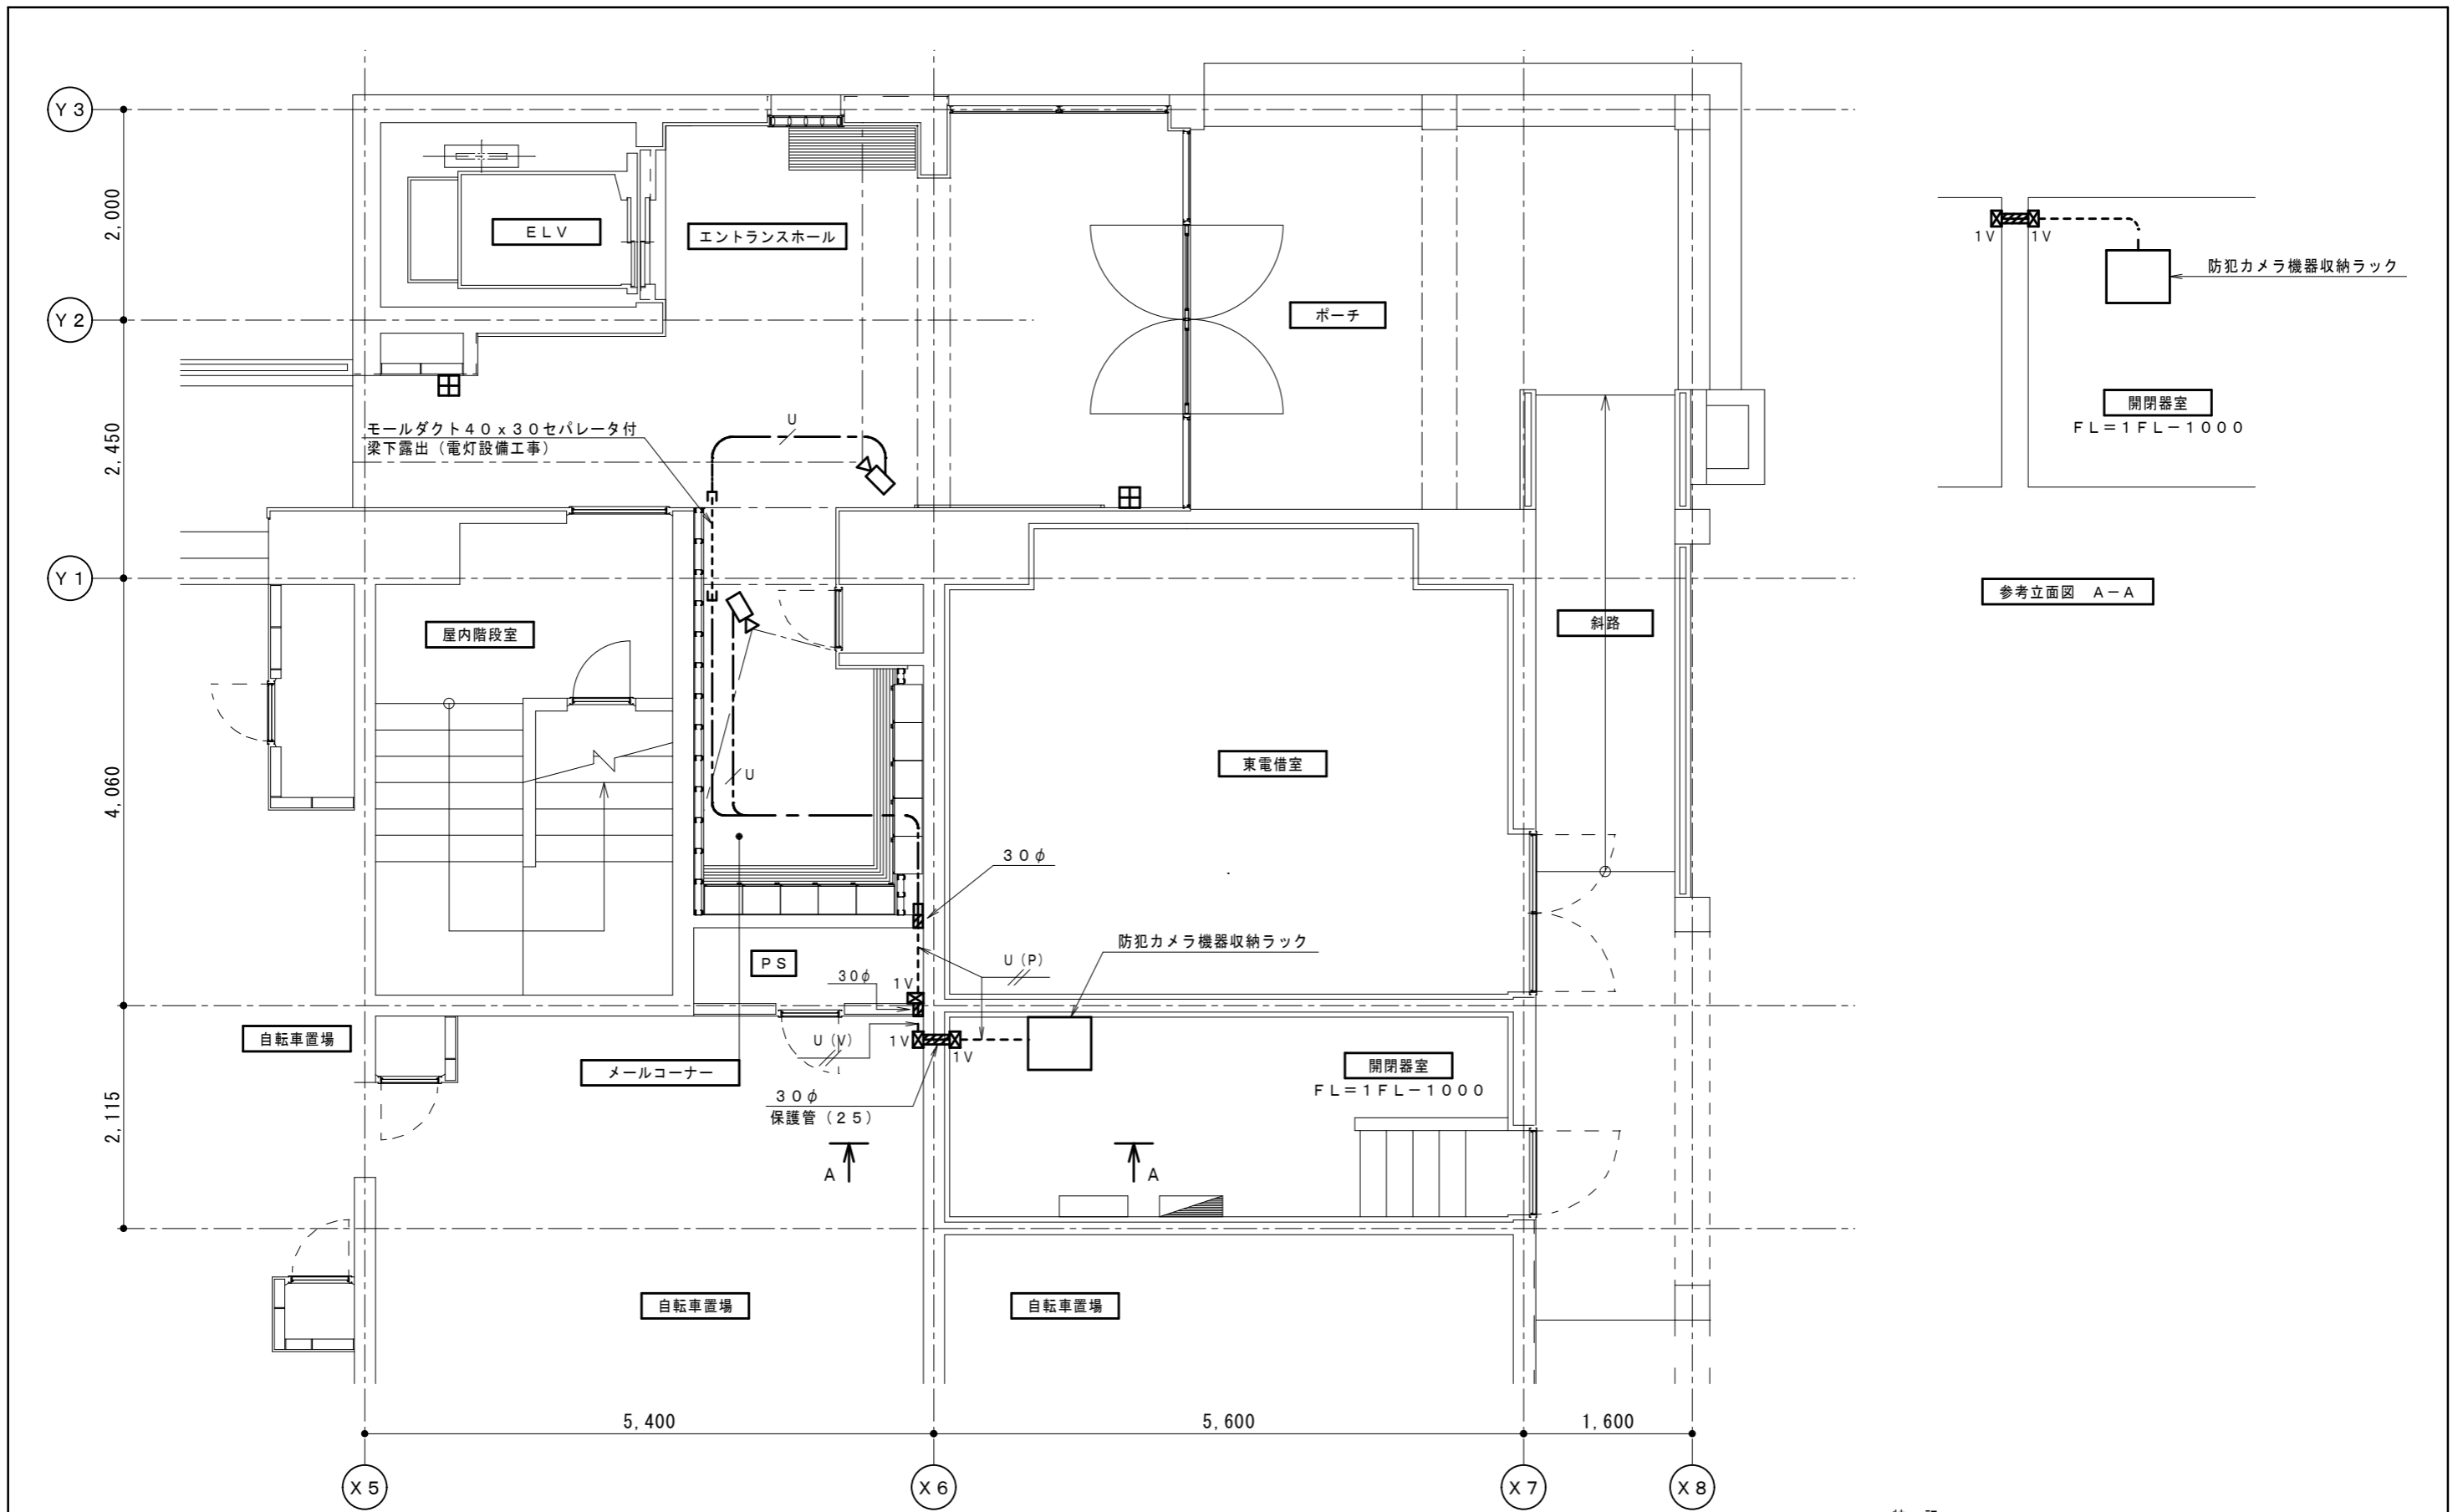 Y3
2,000
ELV
エントランスホール
1V
1V
防犯カメラ機器収納ラック
Y2
ポーチ
開閉器室
FL=1FL-1000
2,450
モールダクト40x30セパレータ付
梁下露出（電灯設備工事）
U
Y1
参考立面図 A-A
屋内階段室
斜路
東電借室
U
4,060
30φ
防犯カメラ機器収納ラック
PS
U(P)
30φ
1V
自転車置場
U(V)
1V
1V
開閉器室
FL=1FL-1000
メールコーナー
30φ
保護管（25）
2,115
A
A
自転車置場
自転車置場
5,400
5,600
1,600
X5
X6
X7
X8